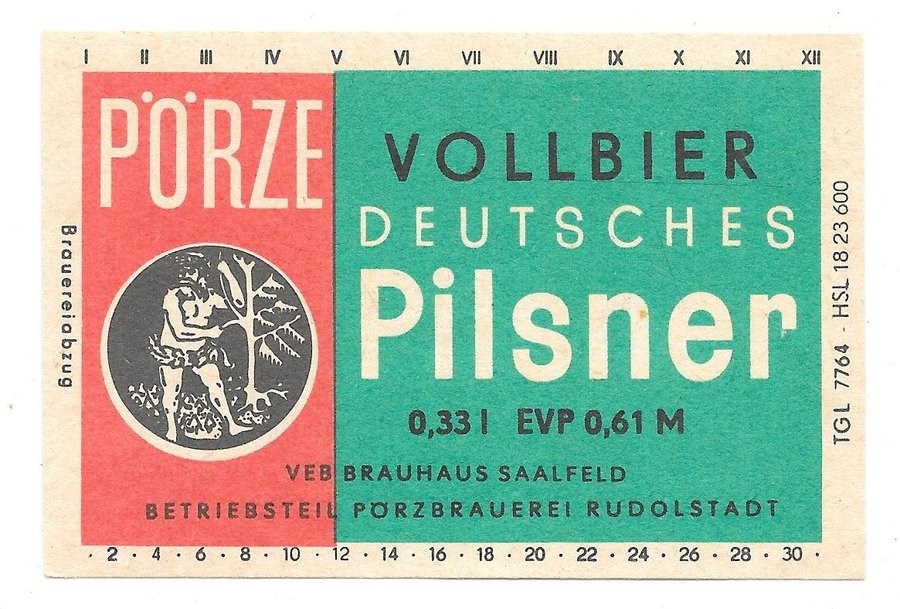 I II III IV V VI VII VIII IX X XI XII
PÖRZE
VOLLBIER
DEUTSCHES
Pilsner
0,33 l EVP 0,61 M
VEB BRAUHAUS SAALFELD
BETRIEBSTEIL PÖRZBRAUEREI RUDOLSTADT
Brauereiabzug
TGL 7764 - HSL 18 23 600
· 2 · 4 · 6 · 8 · 10 · 12 · 14 · 16 · 18 · 20 · 22 · 24 · 26 · 28 · 30 ·